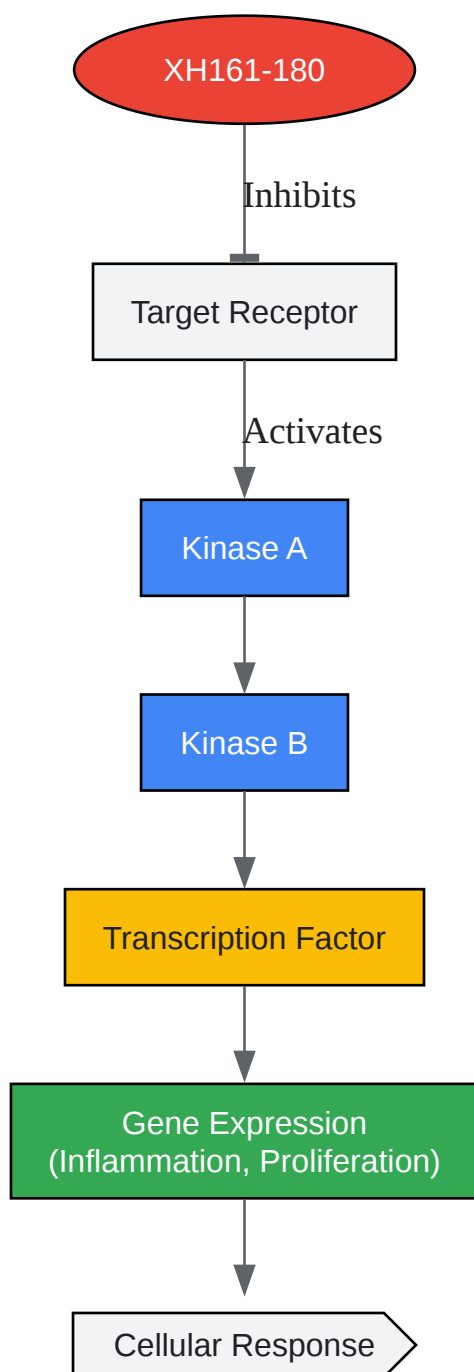 XH161-180
Inhibits
Target Receptor
Activates
Kinase A
Kinase B
Transcription Factor
Gene Expression
(Inflammation, Proliferation)
Cellular Response